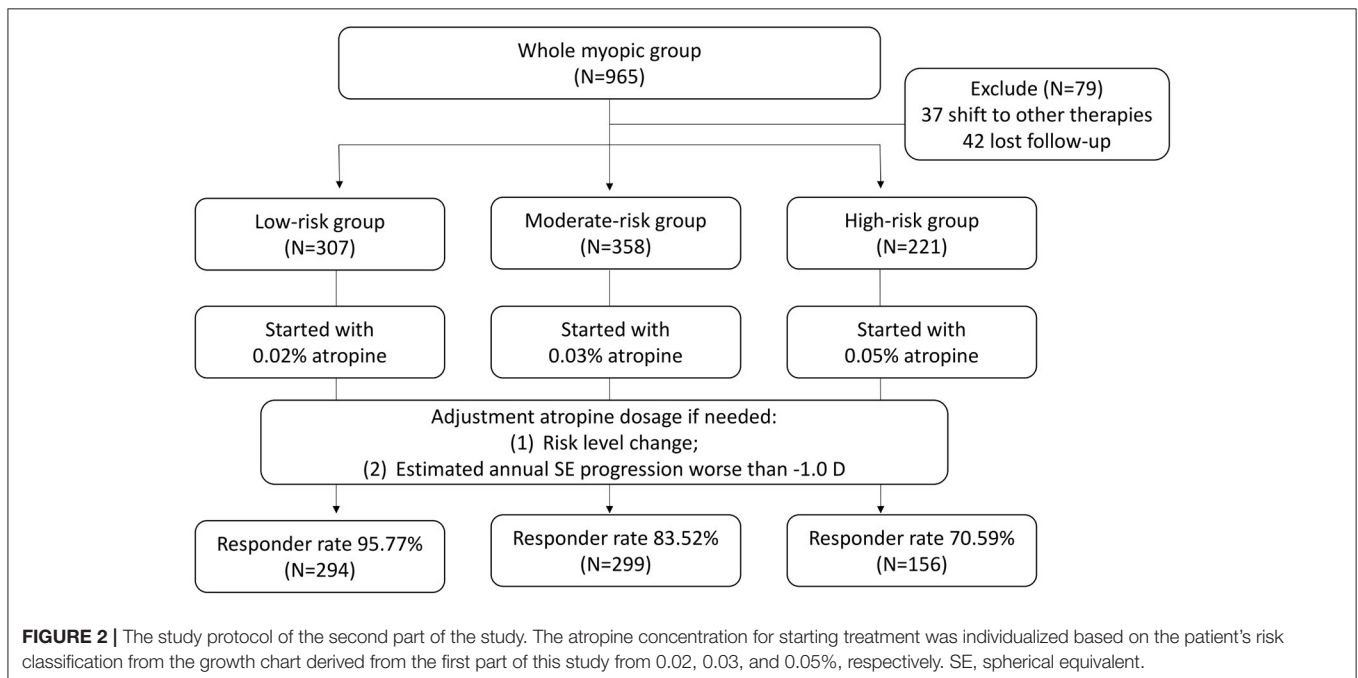 Whole myopic group
(N=965)
Exclude (N=79)
37 shift to other therapies
42 lost follow-up
Low-risk group
(N=307)
Moderate-risk group
(N=358)
High-risk group
(N=221)
Started with
0.02% atropine
Started with
0.03% atropine
Started with
0.05% atropine
Adjustment atropine dosage if needed:
(1) Risk level change;
(2) Estimated annual SE progression worse than -1.0 D
Responder rate 95.77%
(N=294)
Responder rate 83.52%
(N=299)
Responder rate 70.59%
(N=156)
FIGURE 2 | The study protocol of the second part of the study. The atropine concentration for starting treatment was individualized based on the patient's risk
classification from the growth chart derived from the first part of this study from 0.02, 0.03, and 0.05%, respectively. SE, spherical equivalent.